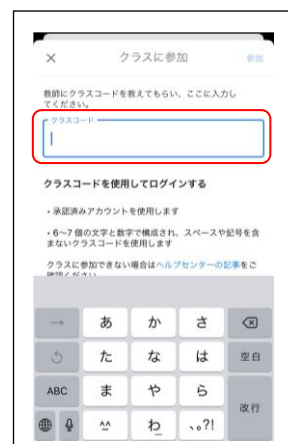 × クラスに参加 参加
教師にクラスコードを教えてもらい、ここに入力し
てください。
クラスコード
クラスコードを使用してログインする
・承認済みアカウントを使用します
・6～7 個の文字と数字で構成され、スペースや記号を含
まないクラスコードを使用します
クラスに参加できない場合はヘルプセンターの記事をご
確認ください
→ あ か さ
た な は 空白
ABC ま や ら
^^ わ_ 、。?! 改行